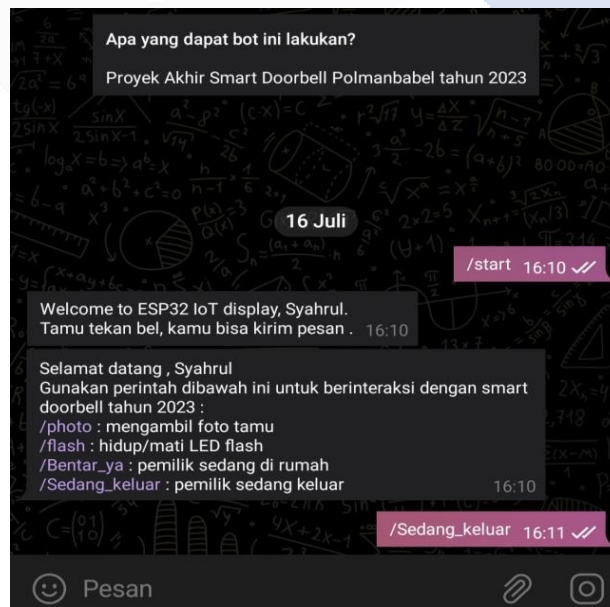 Apa yang dapat bot ini lakukan?
Proyek Akhir Smart Doorbell Polmanbabel tahun 2023
16 Juli
/start 16:10
Welcome to ESP32 IoT display, Syahrul.
Tamu tekan bel, kamu bisa kirim pesan . 16:10
Selamat datang , Syahrul
Gunakan perintah dibawah ini untuk berinteraksi dengan smart
doorbell tahun 2023 :
/photo : mengambil foto tamu
/flash : hidup/mati LED flash
/Bentar_ya : pemilik sedang di rumah
/Sedang_keluar : pemilik sedang keluar 16:10
/Sedang_keluar 16:11
Pesan